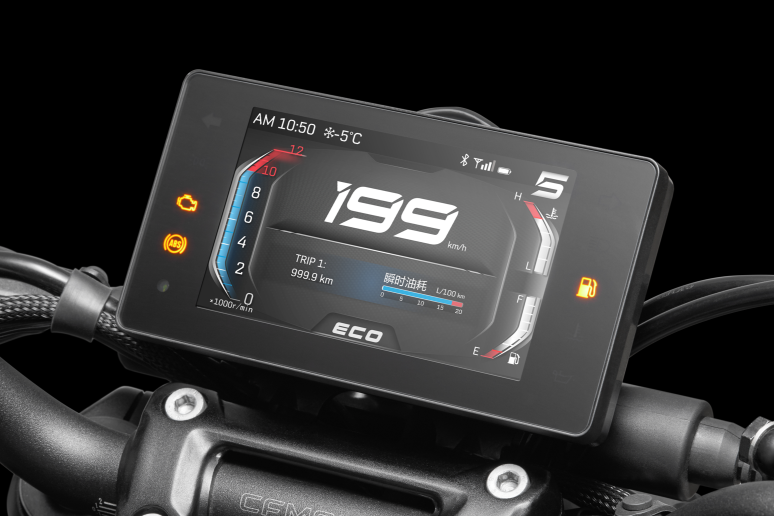 AM 10:50 -5℃
12
10
8
6
4
2
0
×1000r/min
199
km/h
TRIP 1:
999.9 km
瞬时油耗 L/100 km
0 5 10 15 20
ECO
5
H
L
F
E
ABS